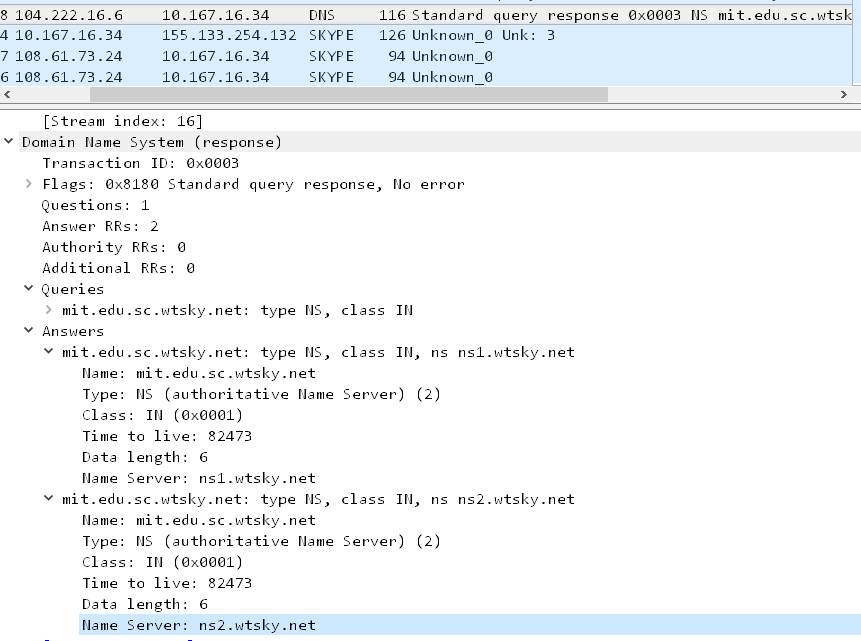 8 104.222.16.6 10.167.16.34 DNS 116 Standard query response 0x0003 NS mit.edu.sc.wtsk
4 10.167.16.34 155.133.254.132 SKYPE 126 Unknown_0 Unk: 3
7 108.61.73.24 10.167.16.34 SKYPE 94 Unknown_0
6 108.61.73.24 10.167.16.34 SKYPE 94 Unknown_0
[Stream index: 16]
Domain Name System (response)
Transaction ID: 0x0003
Flags: 0x8180 Standard query response, No error
Questions: 1
Answer RRs: 2
Authority RRs: 0
Additional RRs: 0
Queries
mit.edu.sc.wtsky.net: type NS, class IN
Answers
mit.edu.sc.wtsky.net: type NS, class IN, ns ns1.wtsky.net
Name: mit.edu.sc.wtsky.net
Type: NS (authoritative Name Server) (2)
Class: IN (0x0001)
Time to live: 82473
Data length: 6
Name Server: ns1.wtsky.net
mit.edu.sc.wtsky.net: type NS, class IN, ns ns2.wtsky.net
Name: mit.edu.sc.wtsky.net
Type: NS (authoritative Name Server) (2)
Class: IN (0x0001)
Time to live: 82473
Data length: 6
Name Server: ns2.wtsky.net